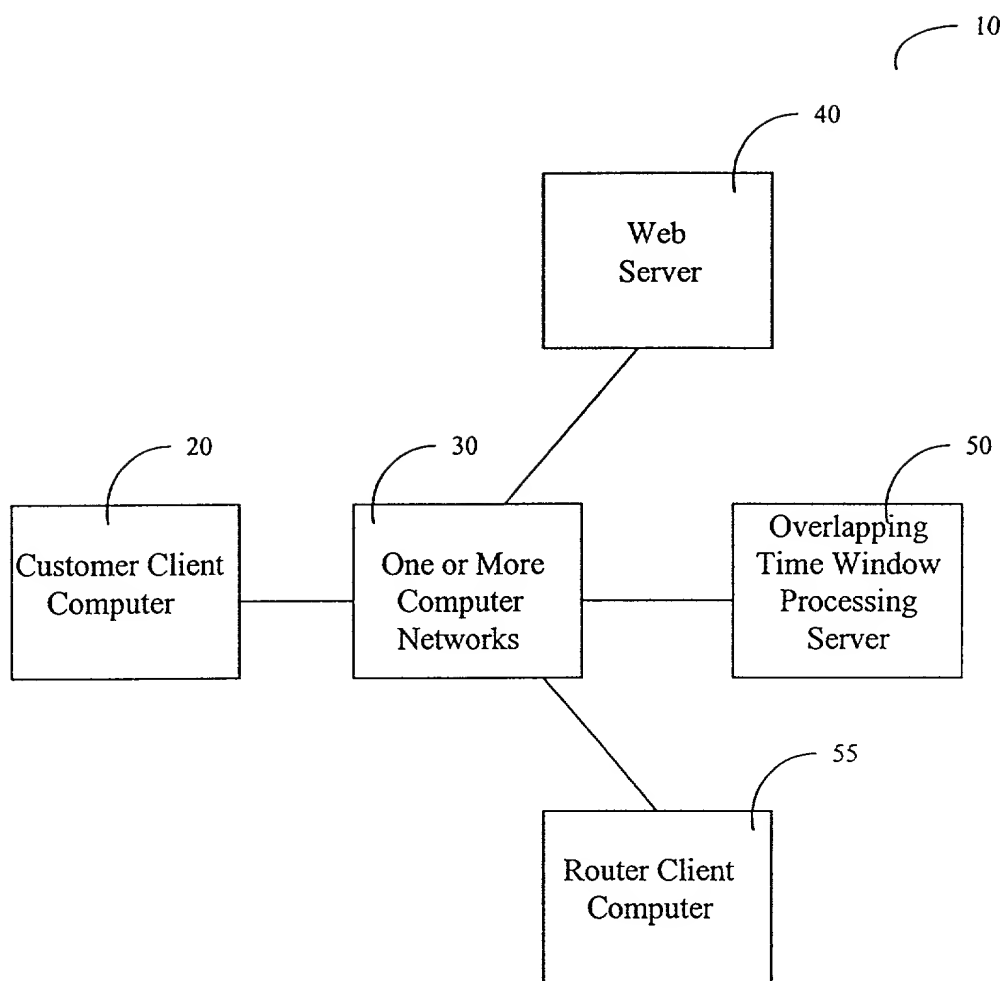 10
40
Web
Server
20
30
50
Customer Client
Computer
One or More
Computer
Networks
Overlapping
Time Window
Processing
Server
55
Router Client
Computer